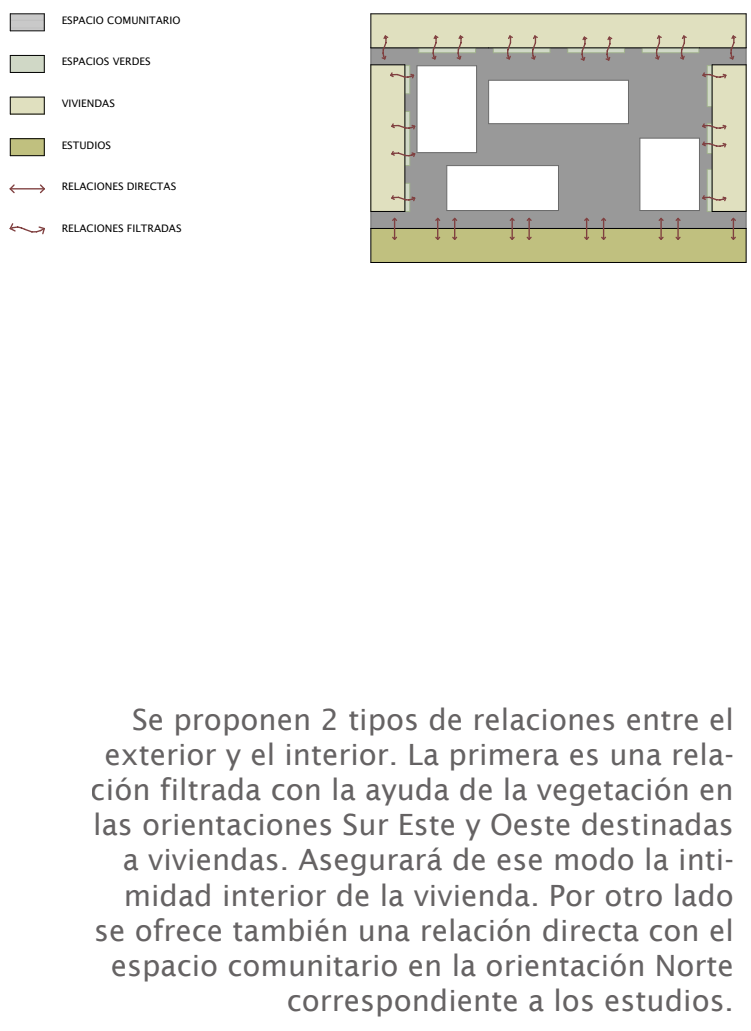 ESPACIO COMUNITARIO
ESPACIOS VERDES
VIVIENDAS
ESTUDIOS
RELACIONES DIRECTAS
RELACIONES FILTRADAS
Se proponen 2 tipos de relaciones entre el
exterior y el interior. La primera es una rela-
ción filtrada con la ayuda de la vegetación en
las orientaciones Sur Este y Oeste destinadas
a viviendas. Asegurará de ese modo la inti-
midad interior de la vivienda. Por otro lado
se ofrece también una relación directa con el
espacio comunitario en la orientación Norte
correspondiente a los estudios.